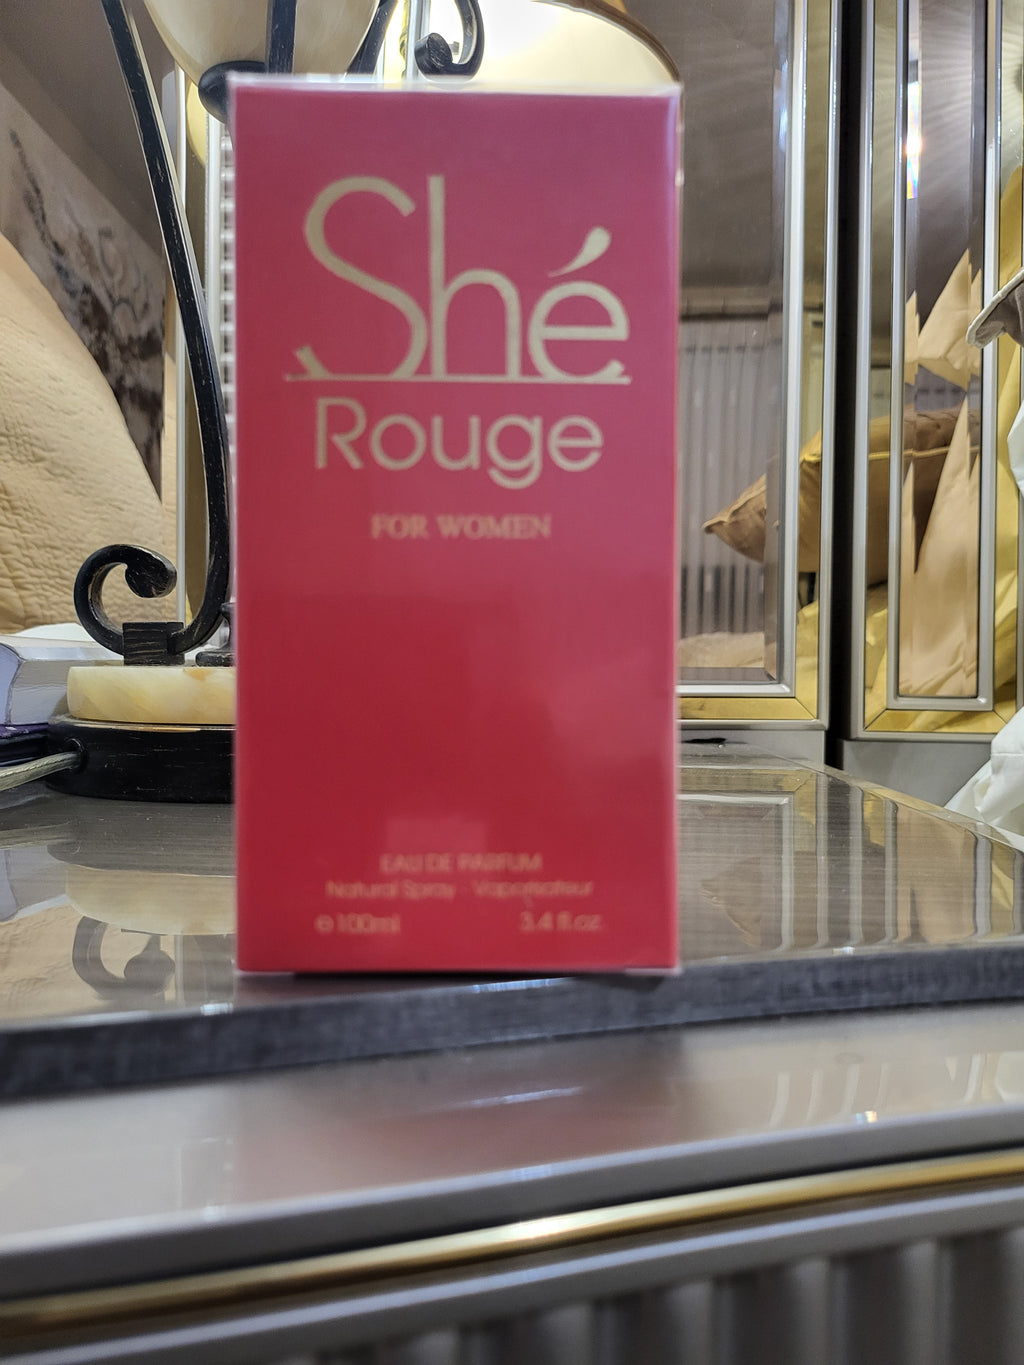 Shé
Rouge
FOR WOMEN
EAU DE PARFUM
Natural Spray - Vaporisateur
e 100ml 3.4 fl.oz.